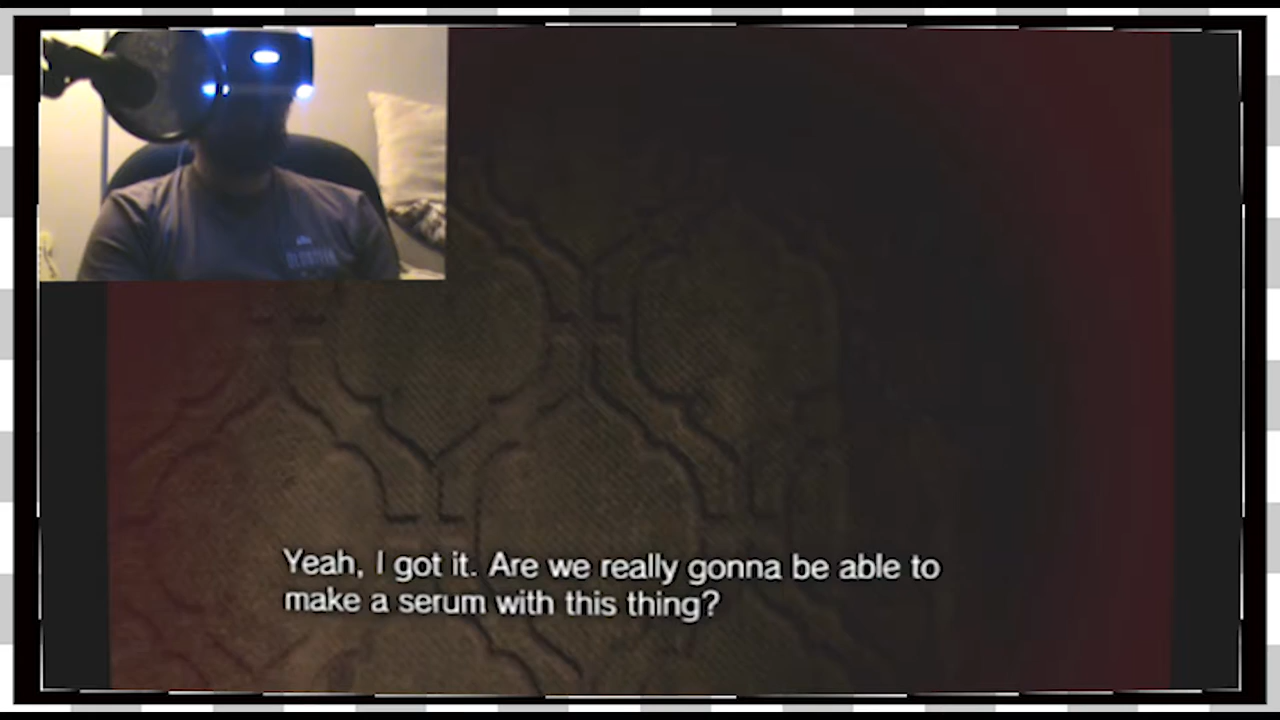 Yeah, I got it. Are we really gonna be able to
make a serum with this thing?